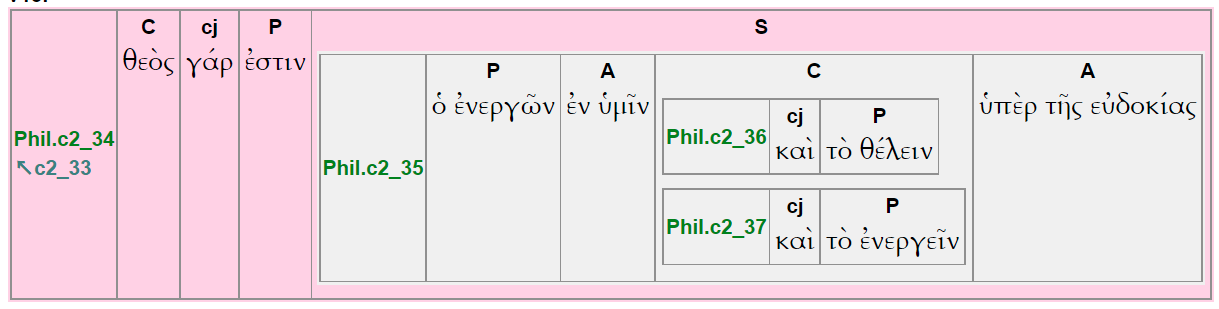 C cj P S
θεὸς γάρ ἐστιν
P A C A
ὁ ἐνεργῶν ἐν ὑμῖν ὑπὲρ τῆς εὐδοκίας
cj P
Phil.c2_36 καὶ τὸ θέλειν
Phil.c2_34
↖c2_33
Phil.c2_35
cj P
Phil.c2_37 καὶ τὸ ἐνεργεῖν